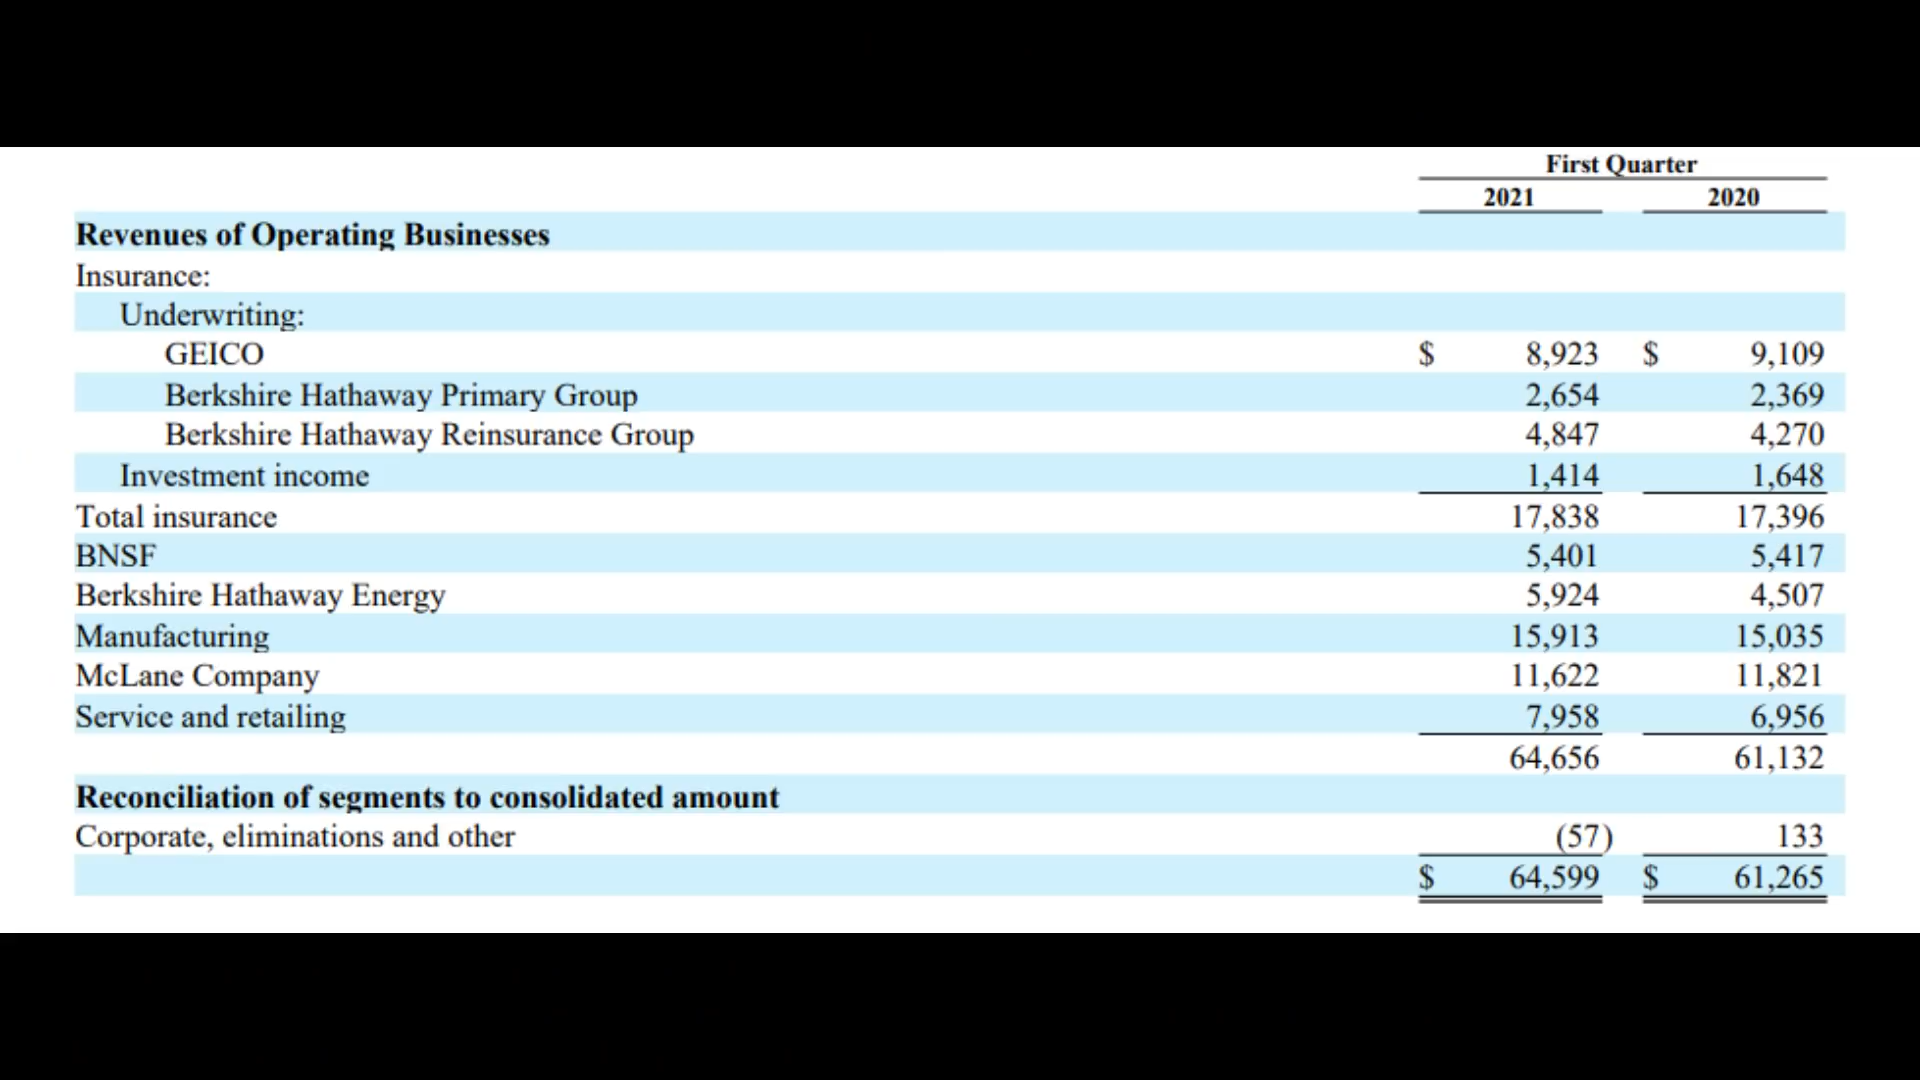 First Quarter
2021 2020
Revenues of Operating Businesses
Insurance:
Underwriting:
GEICO $ 8,923 $ 9,109
Berkshire Hathaway Primary Group 2,654 2,369
Berkshire Hathaway Reinsurance Group 4,847 4,270
Investment income 1,414 1,648
Total insurance 17,838 17,396
BNSF 5,401 5,417
Berkshire Hathaway Energy 5,924 4,507
Manufacturing 15,913 15,035
McLane Company 11,622 11,821
Service and retailing 7,958 6,956
64,656 61,132
Reconciliation of segments to consolidated amount
Corporate, eliminations and other (57) 133
$ 64,599 $ 61,265